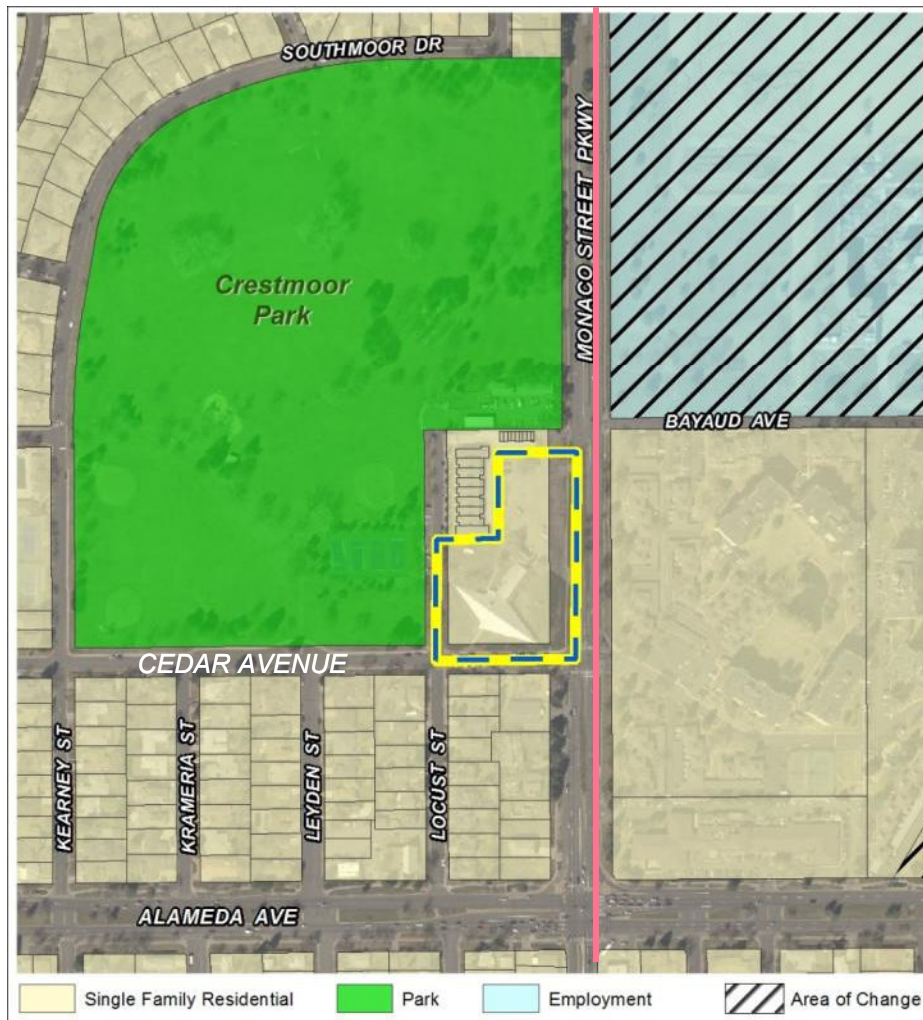 SOUTHMOOR DR
MONACO STREET PKWY
Crestmoor
Park
BAYAUD AVE
CEDAR AVENUE
KEARNEY ST
KRAMERIA ST
LEYDEN ST
LOCUST ST
ALAMEDA AVE
Single Family Residential
Park
Employment
Area of Change